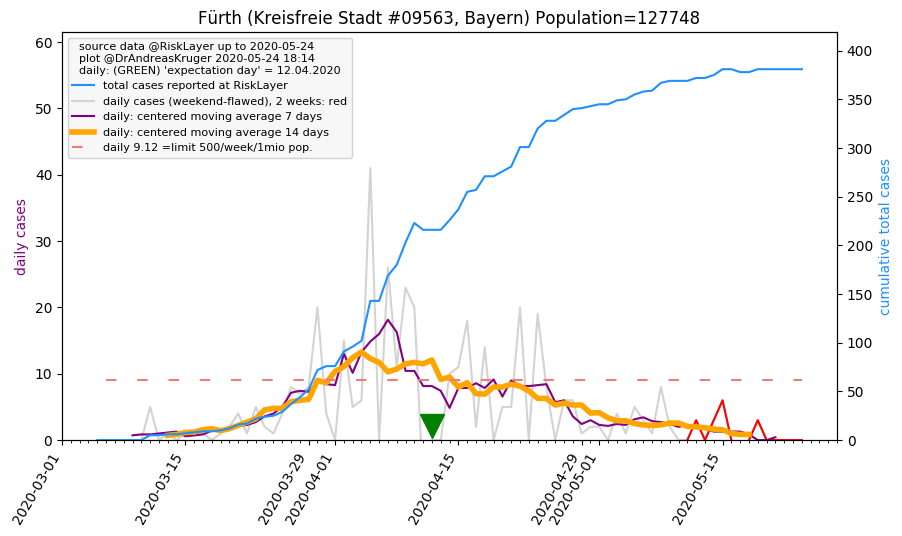 Fürth (Kreisfreie Stadt #09563, Bayern) Population=127748
source data @RiskLayer up to 2020-05-24
plot @DrAndreasKruger 2020-05-24 18:14
daily: (GREEN) 'expectation day' = 12.04.2020
total cases reported at RiskLayer
daily cases (weekend-flawed), 2 weeks: red
daily: centered moving average 7 days
daily: centered moving average 14 days
daily 9.12 =limit 500/week/1mio pop.
daily cases
60
50
40
30
20
10
0
400
350
300
250
200
150
100
50
0
cumulative total cases
2020-03-01
2020-03-15
2020-03-29
2020-04-01
2020-04-15
2020-04-29
2020-05-01
2020-05-15